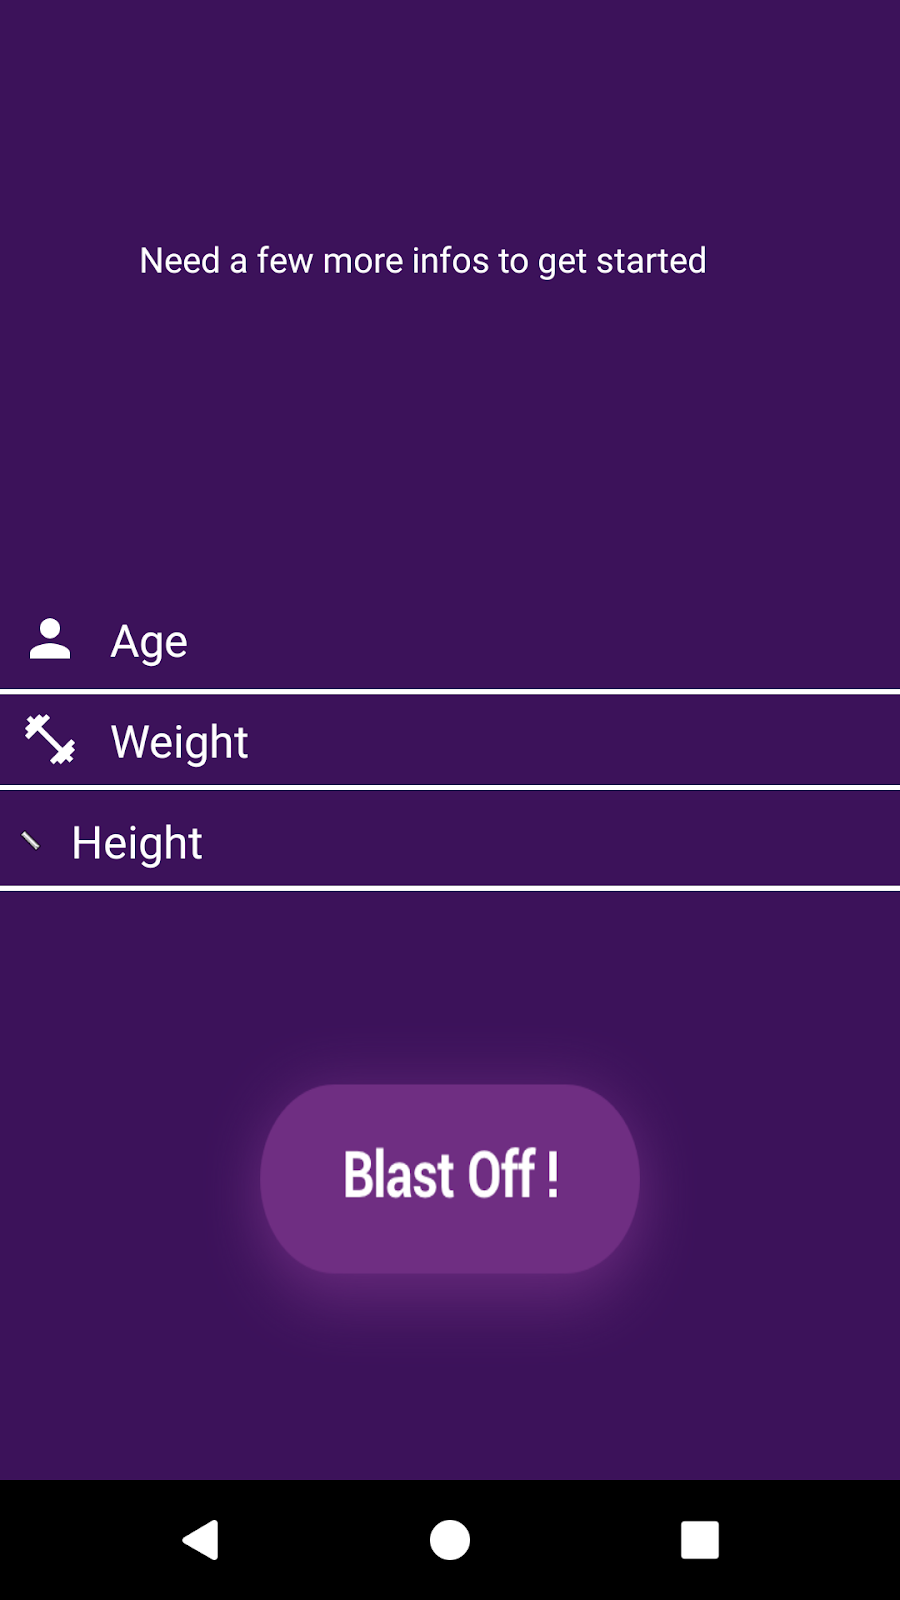 Need a few more infos to get started
Age
Weight
Height
Blast Off !